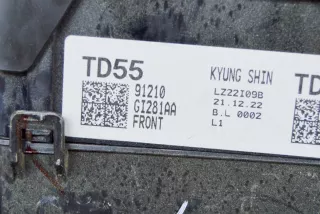 TD55
91210
GI281AA
FRONT
KYUNG SHIN
LZ22I09B
21.12.22
B.L 0002
L1
TD